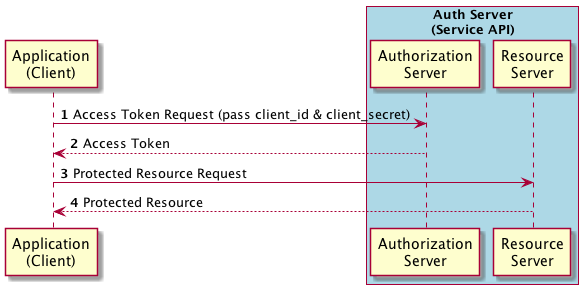 Auth Server
(Service API)
Application
(Client)
Authorization
Server
Resource
Server
1 Access Token Request (pass client_id & client_secret)
2 Access Token
3 Protected Resource Request
4 Protected Resource
Application
(Client)
Authorization
Server
Resource
Server